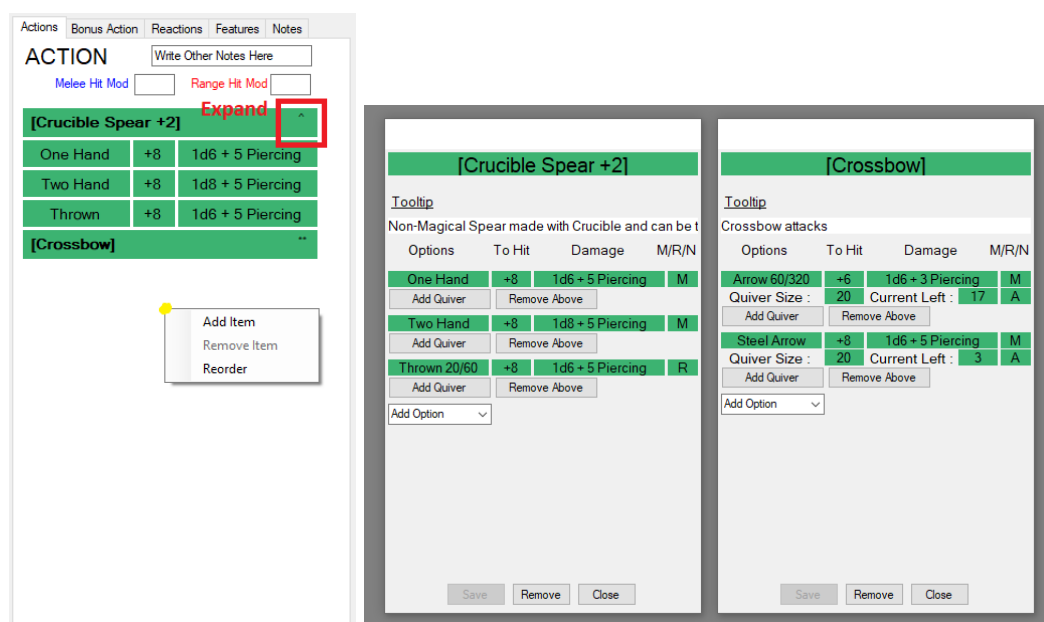 Actions Bonus Action Reactions Features Notes
ACTION Write Other Notes Here
Melee Hit Mod Range Hit Mod
Expand
[Crucible Spear +2] ^
One Hand +8 1d6 + 5 Piercing
Two Hand +8 1d8 + 5 Piercing
Thrown +8 1d6 + 5 Piercing
[Crossbow]
Add Item
Remove Item
Reorder
[Crucible Spear +2]
Tooltip
Non-Magical Spear made with Crucible and can be t
Options To Hit Damage M/R/N
One Hand +8 1d6 + 5 Piercing M
Add Quiver Remove Above
Two Hand +8 1d8 + 5 Piercing M
Add Quiver Remove Above
Thrown 20/60 +8 1d6 + 5 Piercing R
Add Quiver Remove Above
Add Option
Save Remove Close
[Crossbow]
Tooltip
Crossbow attacks
Options To Hit Damage M/R/N
Arrow 60/320 +6 1d6 + 3 Piercing M
Quiver Size : 20 Current Left : 17 A
Add Quiver Remove Above
Steel Arrow +8 1d6 + 5 Piercing M
Quiver Size : 20 Current Left : 3 A
Add Quiver Remove Above
Add Option
Save Remove Close